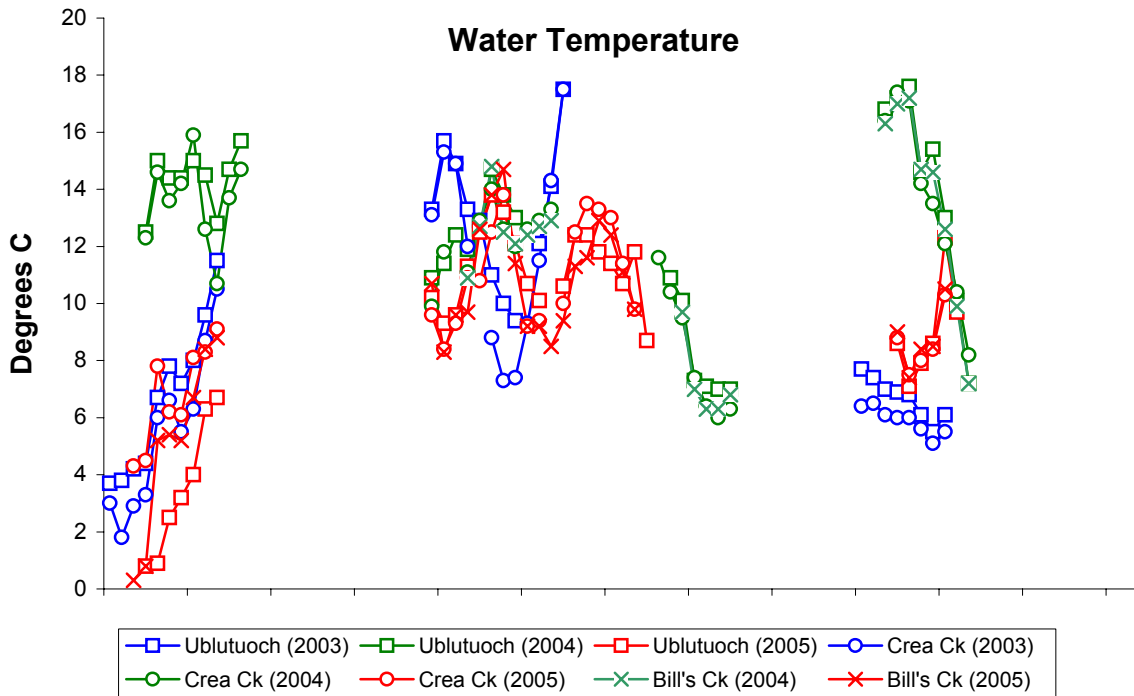 Water Temperature
Degrees C
20
18
16
14
12
10
8
6
4
2
0
Ublutuoch (2003) Ublutuoch (2004) Ublutuoch (2005) Crea Ck (2003)
Crea Ck (2004) Crea Ck (2005) Bill's Ck (2004) Bill's Ck (2005)